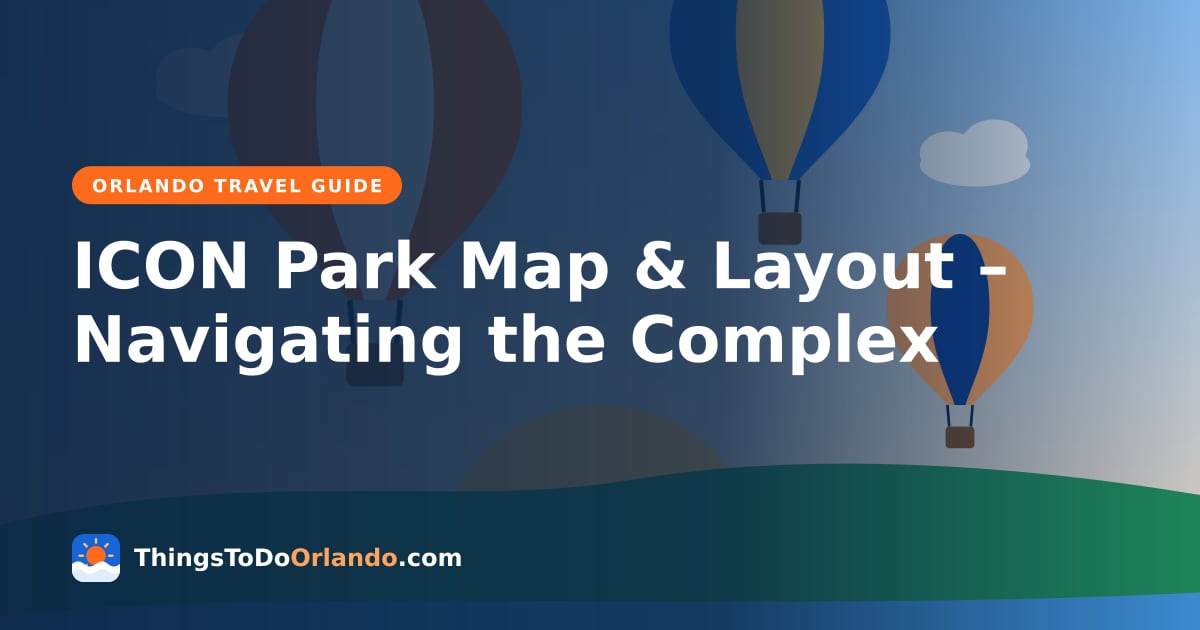 ORLANDO TRAVEL GUIDE
ICON Park Map & Layout –
Navigating the Complex
ThingsToDoOrlando.com